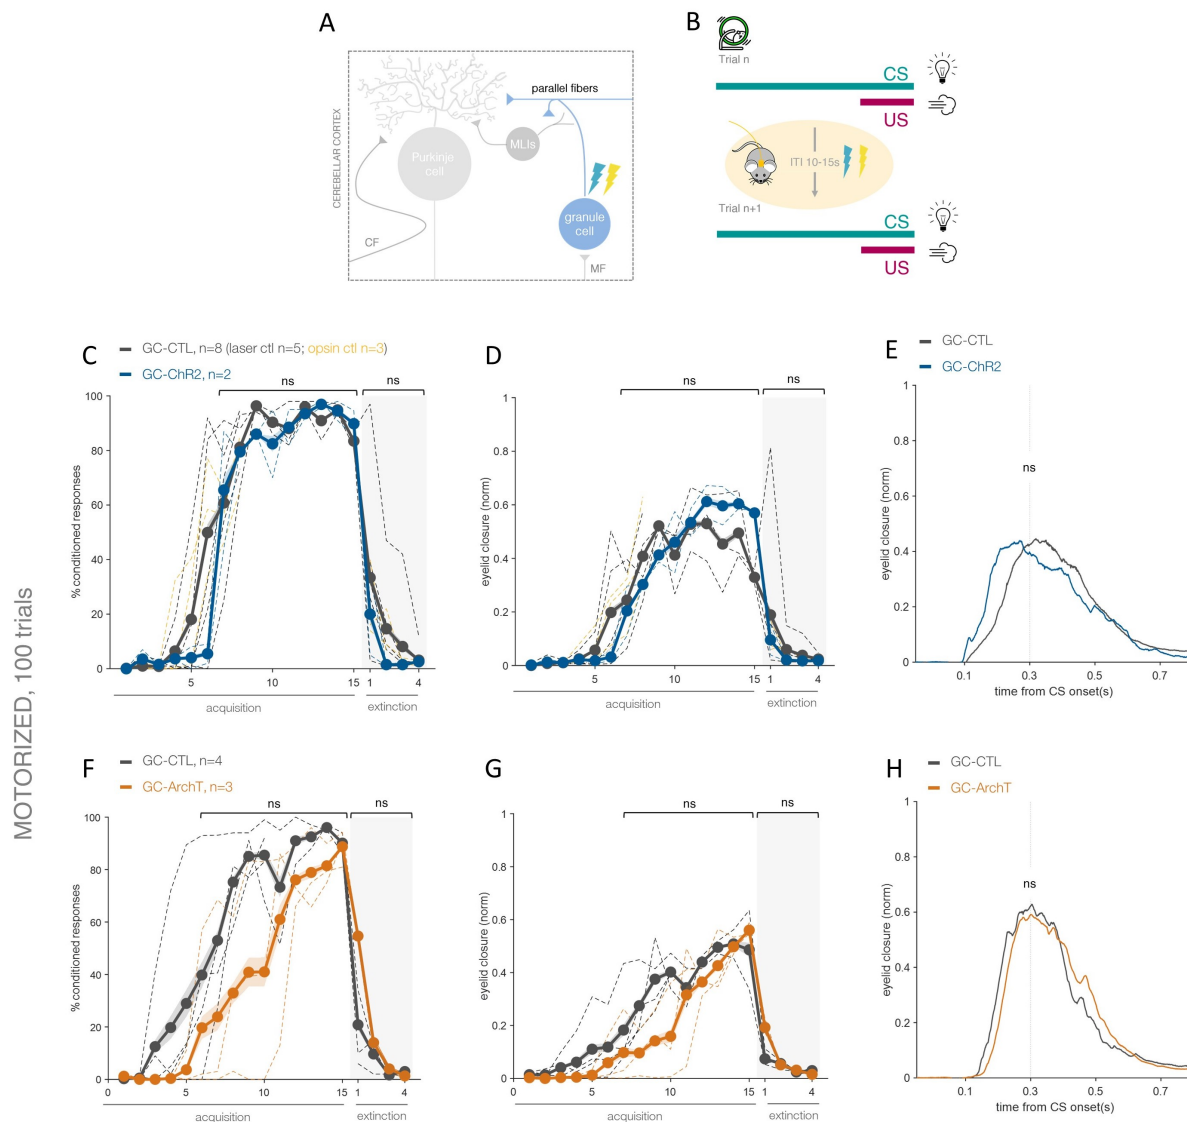 A
CEREBELLAR CORTEX
parallel fibers
MLIs
Purkinje
cell
granule
cell
CF
MF
B
Trial n
CS
US
ITI 10-15s
Trial n+1
CS
US
MOTORIZED, 100 trials
C
GC-CTL, n=8 (laser ctl n=5; opsin ctl n=3)
GC-ChR2, n=2
ns
ns
% conditioned responses
100
80
60
40
20
0
5
10
15
1
4
acquisition
extinction
D
ns
ns
eyelid closure (norm)
1
0.8
0.6
0.4
0.2
0
5
10
15
1
4
acquisition
extinction
E
GC-CTL
GC-ChR2
ns
eyelid closure (norm)
1
0.8
0.6
0.4
0.2
0
0.1
0.3
0.5
0.7
time from CS onset(s)
F
GC-CTL, n=4
GC-ArchT, n=3
ns
ns
% conditioned responses
100
80
60
40
20
0
0
5
10
15
1
4
acquisition
extinction
G
ns
ns
eyelid closure (norm)
1
0.8
0.6
0.4
0.2
0
0
5
10
15
1
4
acquisition
extinction
H
GC-CTL
GC-ArchT
ns
eyelid closure (norm)
1
0.8
0.6
0.4
0.2
0
0.1
0.3
0.5
0.7
time from CS onset(s)